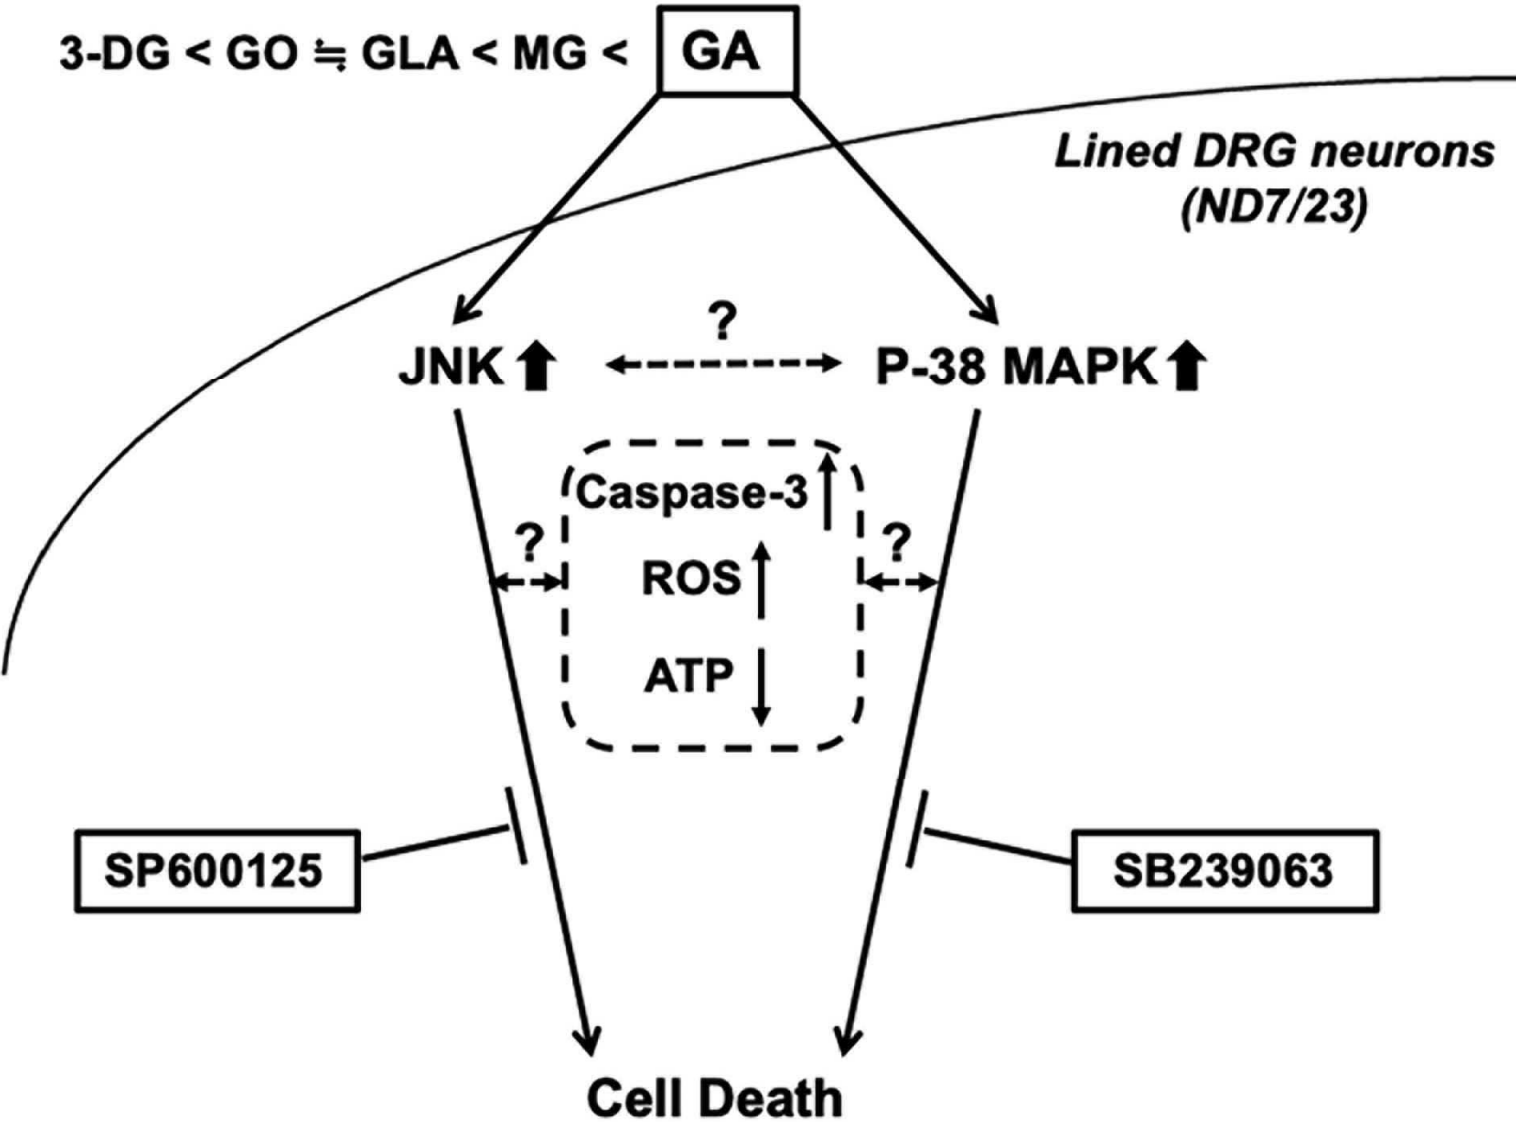 3-DG < GO ≒ GLA < MG < GA
Lined DRG neurons
(ND7/23)
?
JNK
P-38 MAPK
Caspase-3
?
?
ROS
ATP
SP600125
SB239063
Cell Death